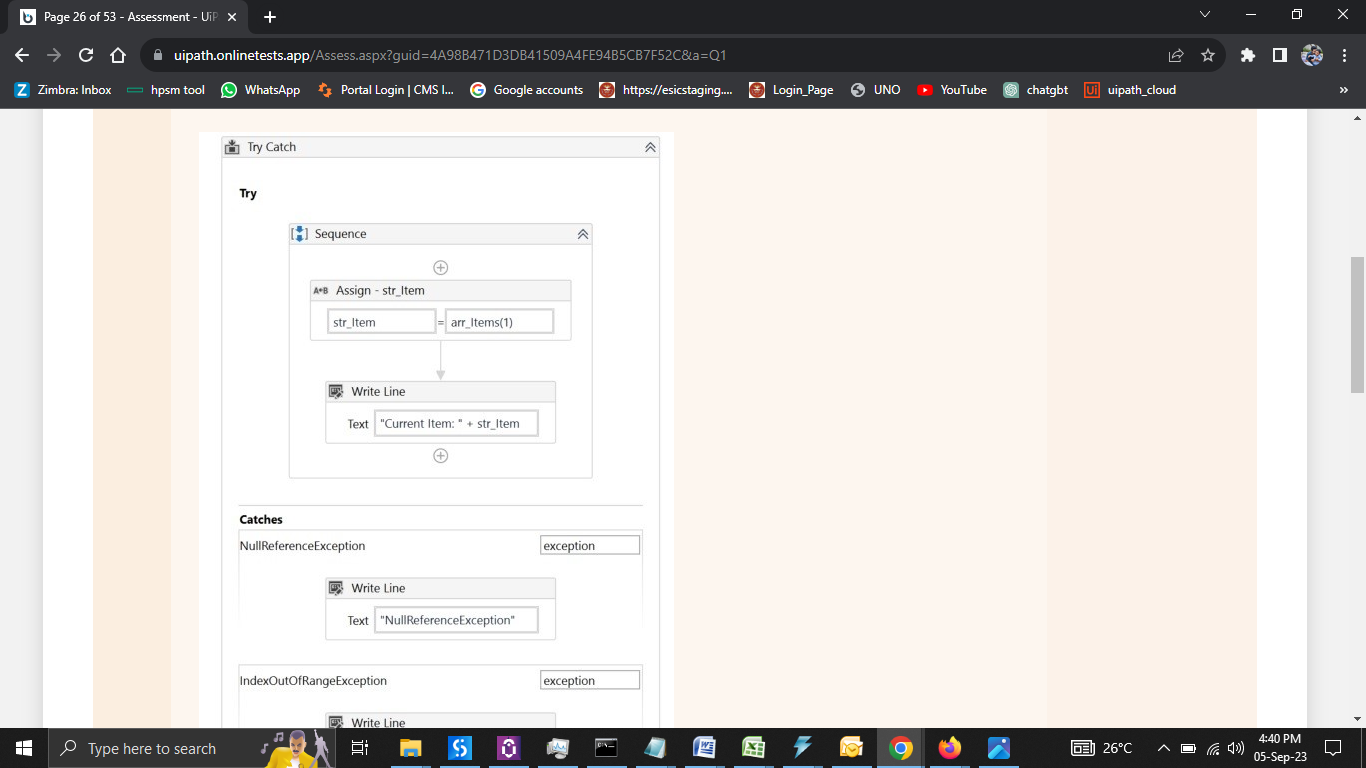 Page 26 of 53 - Assessment - UiP
uipath.onlinetests.app/Assess.aspx?guid=4A98B471D3DB41509A4FE94B5CB7F52C&a=Q1
Zimbra: Inbox hpsm tool WhatsApp Portal Login | CMS I... Google accounts https://esicstaging.... Login_Page UNO YouTube chatgbt uipath_cloud »
Try Catch
Try
Sequence
A*B Assign - str_Item
str_Item = arr_Items(1)
Write Line
Text "Current Item: " + str_Item
Catches
NullReferenceException exception
Write Line
Text "NullReferenceException"
IndexOutOfRangeException exception
Write Line
Type here to search
26°C
4:40 PM
05-Sep-23